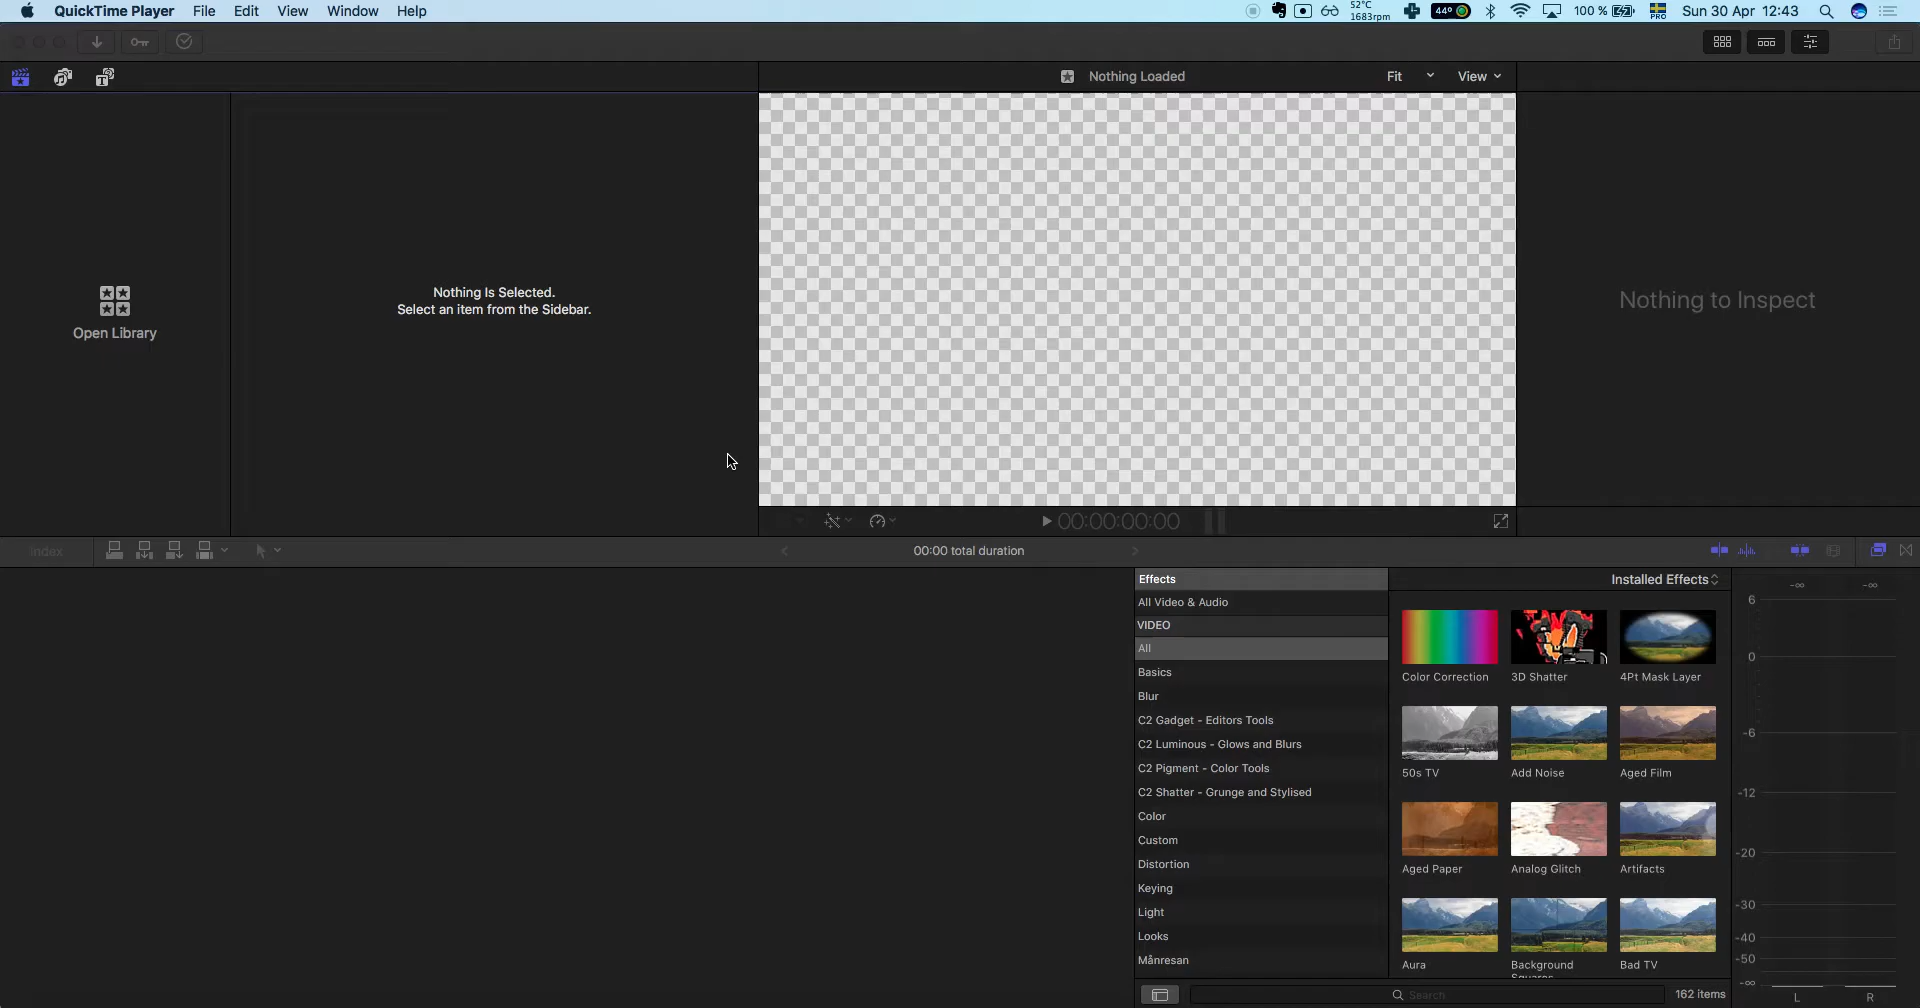 QuickTime Player File Edit View Window Help
52°C
1683rpm
44° 100 % PRO Sun 30 Apr 12:43
Nothing Loaded Fit View
Open Library
Nothing Is Selected.
Select an item from the Sidebar.
Nothing to Inspect
00:00:00:00
Index
00:00 total duration
Effects
All Video & Audio
VIDEO
All
Basics
Blur
C2 Gadget - Editors Tools
C2 Luminous - Glows and Blurs
C2 Pigment - Color Tools
C2 Shatter - Grunge and Stylised
Color
Custom
Distortion
Keying
Light
Looks
Månresan
Installed Effects
Color Correction 3D Shatter 4Pt Mask Layer
50s TV Add Noise Aged Film
Aged Paper Analog Glitch Artifacts
Aura Background Bad TV
Squares
Search
162 items
-∞ -∞
6
0
-6
-12
-20
-30
-40
-50
-∞
L R